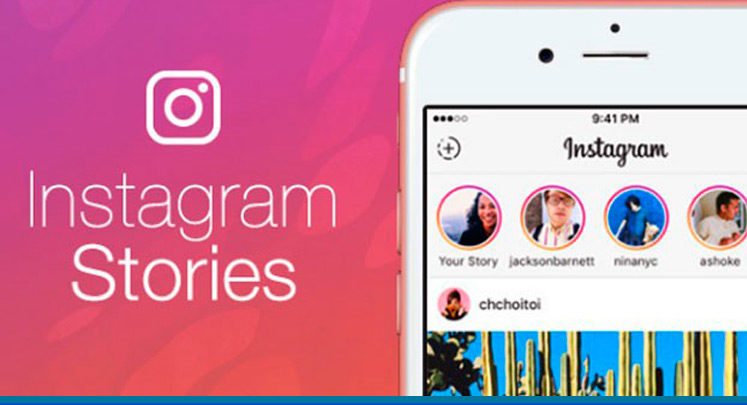 Instagram
Stories
9:41 PM
Instagram
Your Story jacksonbarnett ninanyc ashoke
chchoitoi